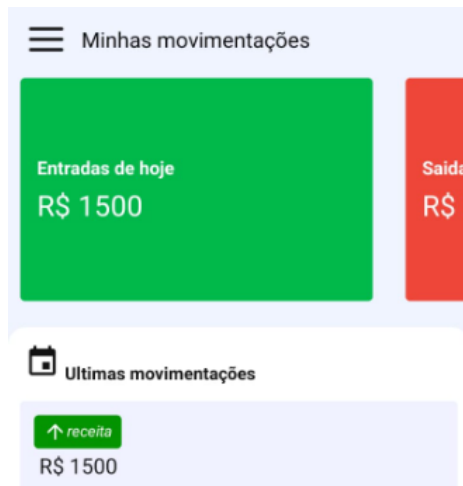 Minhas movimentações
Entradas de hoje
R$ 1500
Saida
R$
Ultimas movimentações
receita
R$ 1500